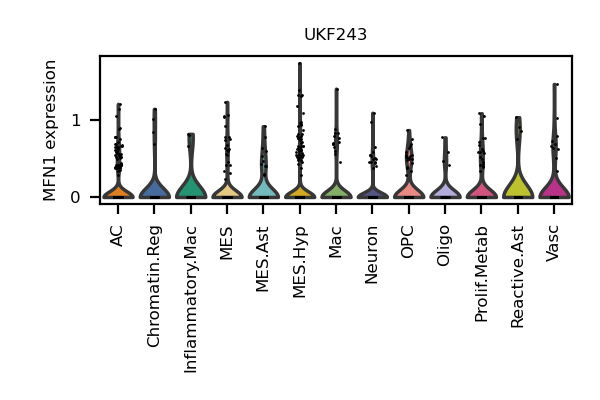 UKF243
MFN1 expression
1
0
AC
Chromatin.Reg
Inflammatory.Mac
MES
MES.Ast
MES.Hyp
Mac
Neuron
OPC
Oligo
Prolif.Metab
Reactive.Ast
Vasc